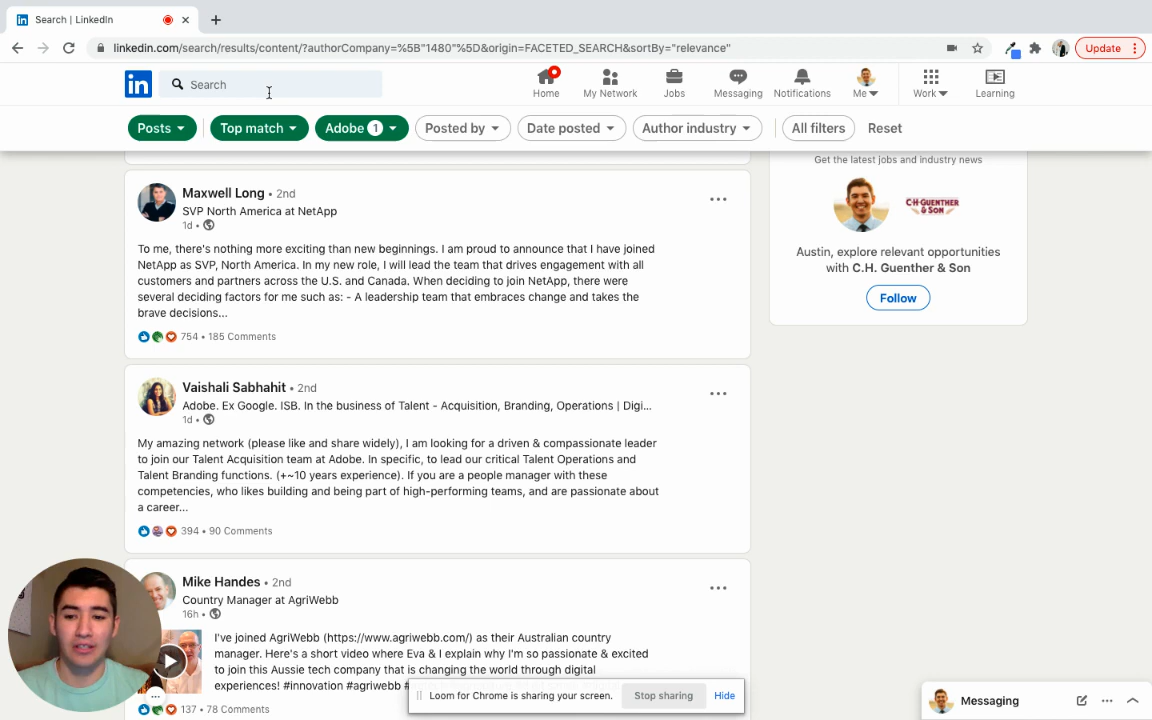 Search | LinkedIn
linkedin.com/search/results/content/?authorCompany=%5B"1480"%5D&origin=FACETED_SEARCH&sortBy="relevance"
Update
in
Search
Home
My Network
Jobs
Messaging
Notifications
Me
Work
Learning
Posts
Top match
Adobe 1
Posted by
Date posted
Author industry
All filters
Reset
Maxwell Long • 2nd
SVP North America at NetApp
1d •
To me, there's nothing more exciting than new beginnings. I am proud to announce that I have joined
NetApp as SVP, North America. In my new role, I will lead the team that drives engagement with all
customers and partners across the U.S. and Canada. When deciding to join NetApp, there were
several deciding factors for me such as: - A leadership team that embraces change and takes the
brave decisions...
754 • 185 Comments
Vaishali Sabhahit • 2nd
Adobe. Ex Google. ISB. In the business of Talent - Acquisition, Branding, Operations | Digi...
1d •
My amazing network (please like and share widely), I am looking for a driven & compassionate leader
to join our Talent Acquisition team at Adobe. In specific, to lead our critical Talent Operations and
Talent Branding functions. (+~10 years experience). If you are a people manager with these
competencies, who likes building and being part of high-performing teams, and are passionate about
a career...
394 • 90 Comments
Mike Handes • 2nd
Country Manager at AgriWebb
16h •
I've joined AgriWebb (https://www.agriwebb.com/) as their Australian country
manager. Here's a short video where Eva & I explain why I'm so passionate & excited
to join this Aussie tech company that is changing the world through digital
experiences! #innovation #agriwebb #
137 • 78 Comments
Get the latest jobs and industry news
C·H·GUENTHER
& SON
Austin, explore relevant opportunities
with C.H. Guenther & Son
Follow
Loom for Chrome is sharing your screen.
Stop sharing
Hide
Messaging